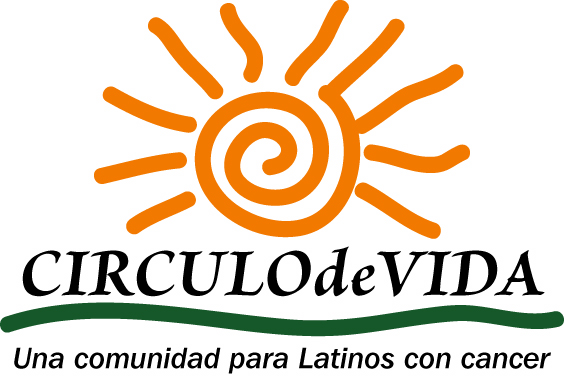 CIRCULOdeVIDA
Una comunidad para Latinos con cancer